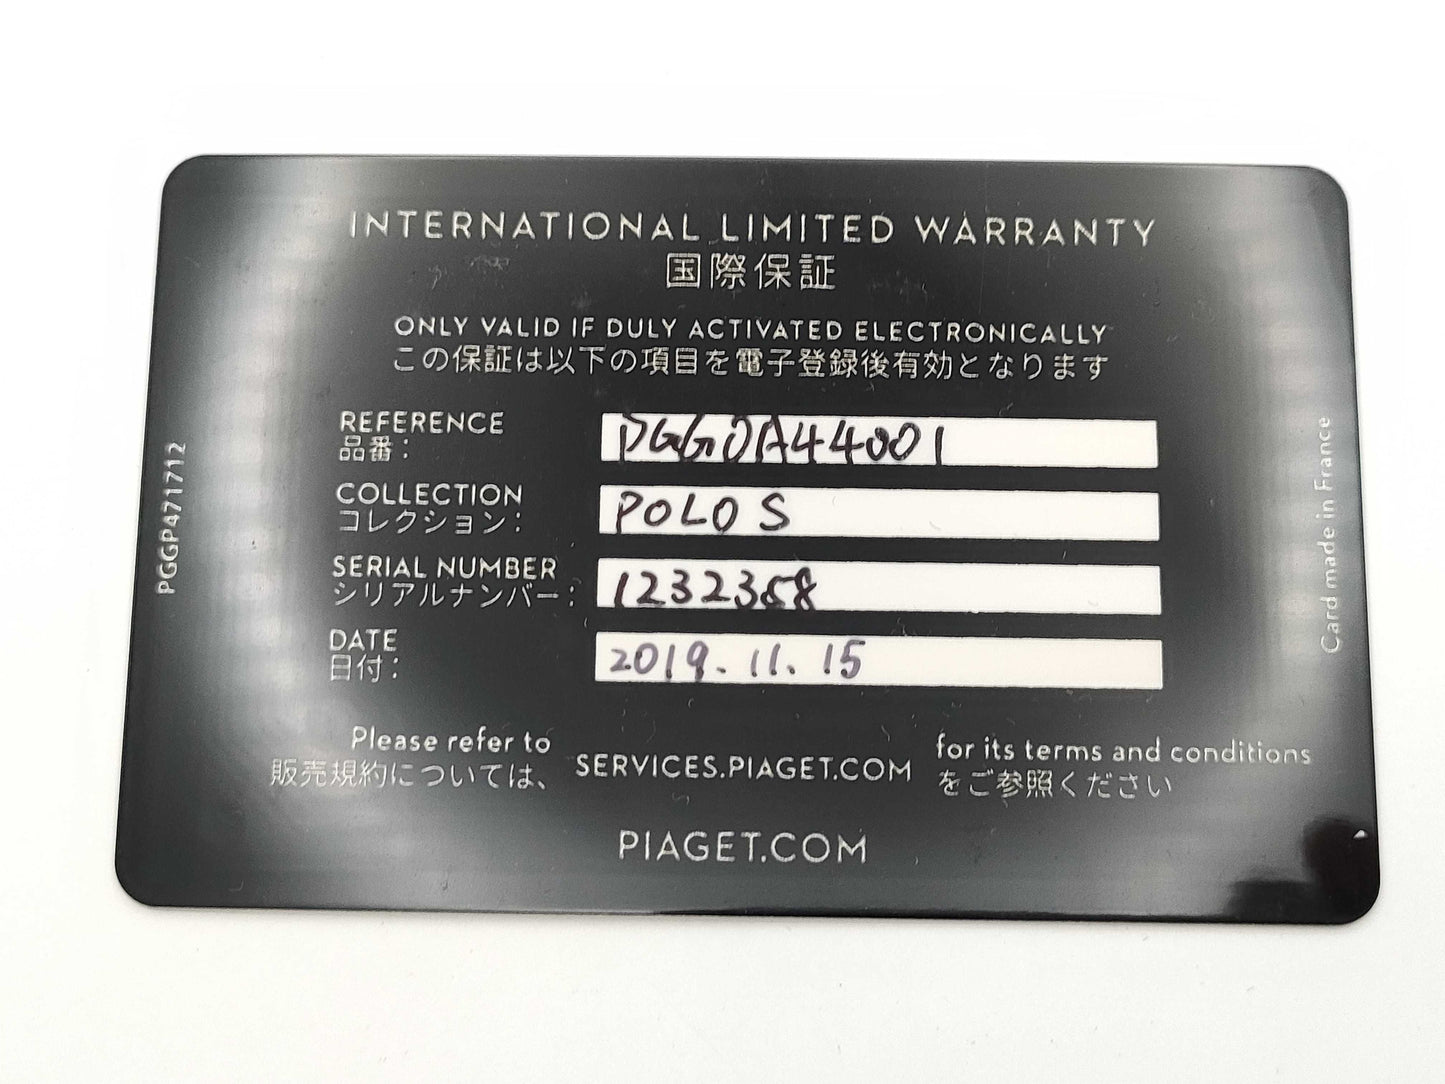 INTERNATIONAL LIMITED WARRANTY
国際保証
ONLY VALID IF DULY ACTIVATED ELECTRONICALLY
この保証は以下の項目を電子登録後有効となります
REFERENCE
品番: PGG0A44001
COLLECTION
コレクション: POLO S
SERIAL NUMBER
シリアルナンバー: 1232358
DATE
日付: 2019.11.15
Please refer to
販売規約については、
SERVICES.PIAGET.COM
for its terms and conditions
をご参照ください
PIAGET.COM
PGGP471712
Card made in France